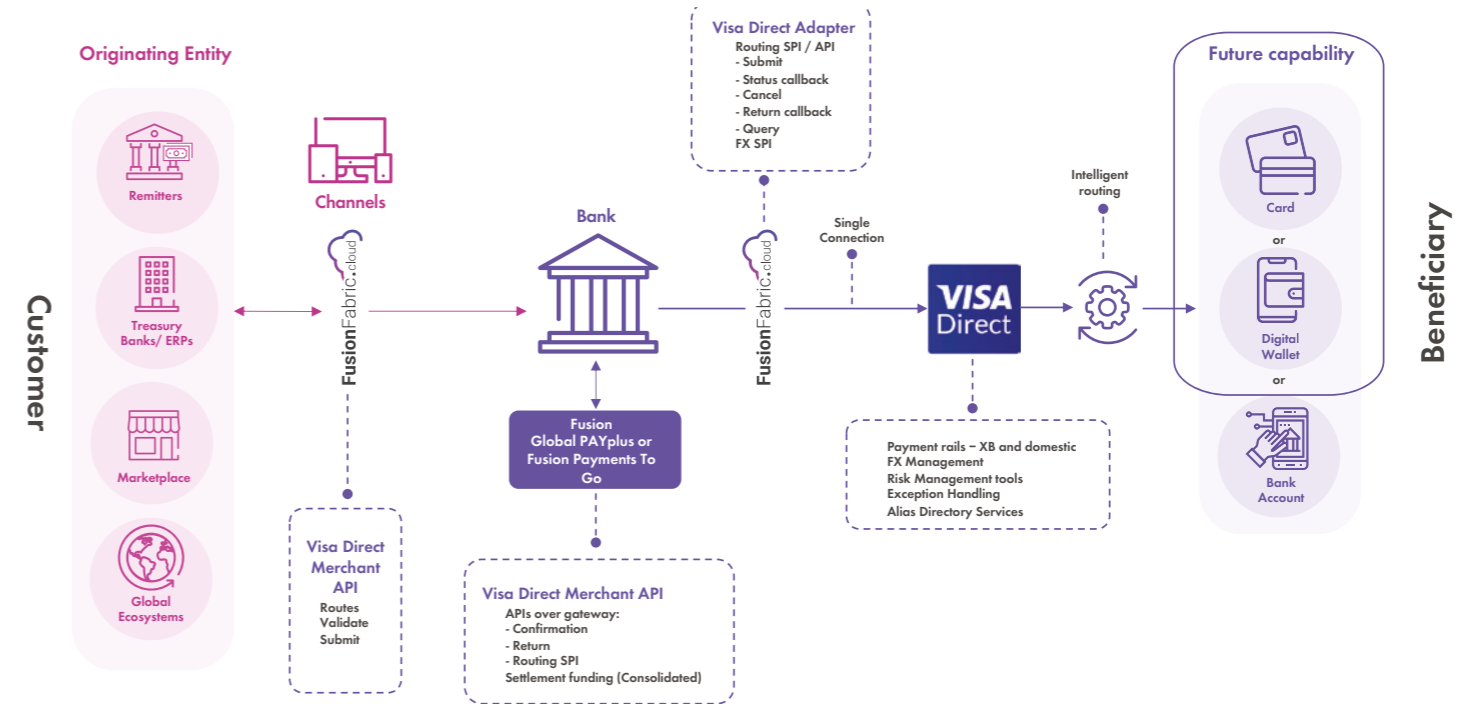 Customer
Originating Entity
Remitters
Treasury
Banks/ ERPs
Marketplace
Global
Ecosystems
Channels
FusionFabric.cloud
Visa Direct
Merchant
API
Routes
Validate
Submit
Bank
Fusion
Global PAYplus or
Fusion Payments To
Go
Visa Direct Merchant API
APIs over gateway:
- Confirmation
- Return
- Routing SPI
Settlement funding (Consolidated)
Visa Direct Adapter
Routing SPI / API
- Submit
- Status callback
- Cancel
- Return callback
- Query
FX SPI
FusionFabric.cloud
Single
Connection
VISA
Direct
Payment rails – XB and domestic
FX Management
Risk Management tools
Exception Handling
Alias Directory Services
Intelligent
routing
Future capability
Card
or
Digital
Wallet
or
Bank
Account
Beneficiary